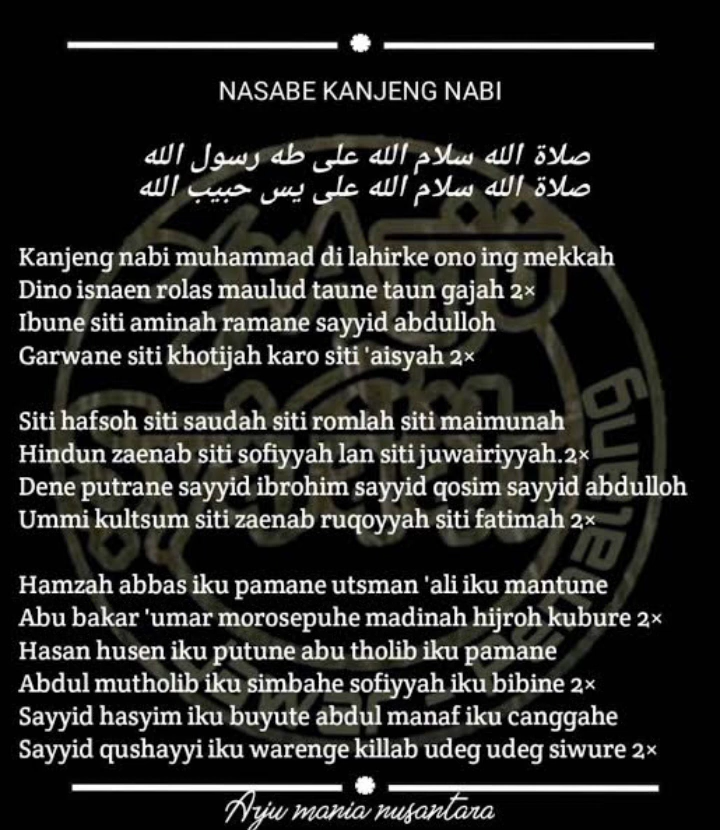 NASABE KANJENG NABI
صلاة الله سلام الله على طه رسول الله
صلاة الله سلام الله على يس حبيب الله
Kanjeng nabi muhammad di lahirke ono ing mekkah
Dino isnaen rolas maulud taune taun gajah 2×
Ibune siti aminah ramane sayyid abdulloh
Garwane siti khotijah karo siti 'aisyah 2×
Siti hafsoh siti saudah siti romlah siti maimunah
Hindun zaenab siti sofiyyah lan siti juwairiyyah.2×
Dene putrane sayyid ibrohim sayyid qosim sayyid abdulloh
Ummi kultsum siti zaenab ruqoyyah siti fatimah 2×
Hamzah abbas iku pamane utsman 'ali iku mantune
Abu bakar 'umar morosepuhe madinah hijroh kubure 2×
Hasan husen iku putune abu tholib iku pamane
Abdul mutholib iku simbahe sofiyyah iku bibine 2×
Sayyid hasyim iku buyute abdul manaf iku canggahe
Sayyid qushayyi iku warenge killab udeg udeg siwure 2×
Arju mania nusantara